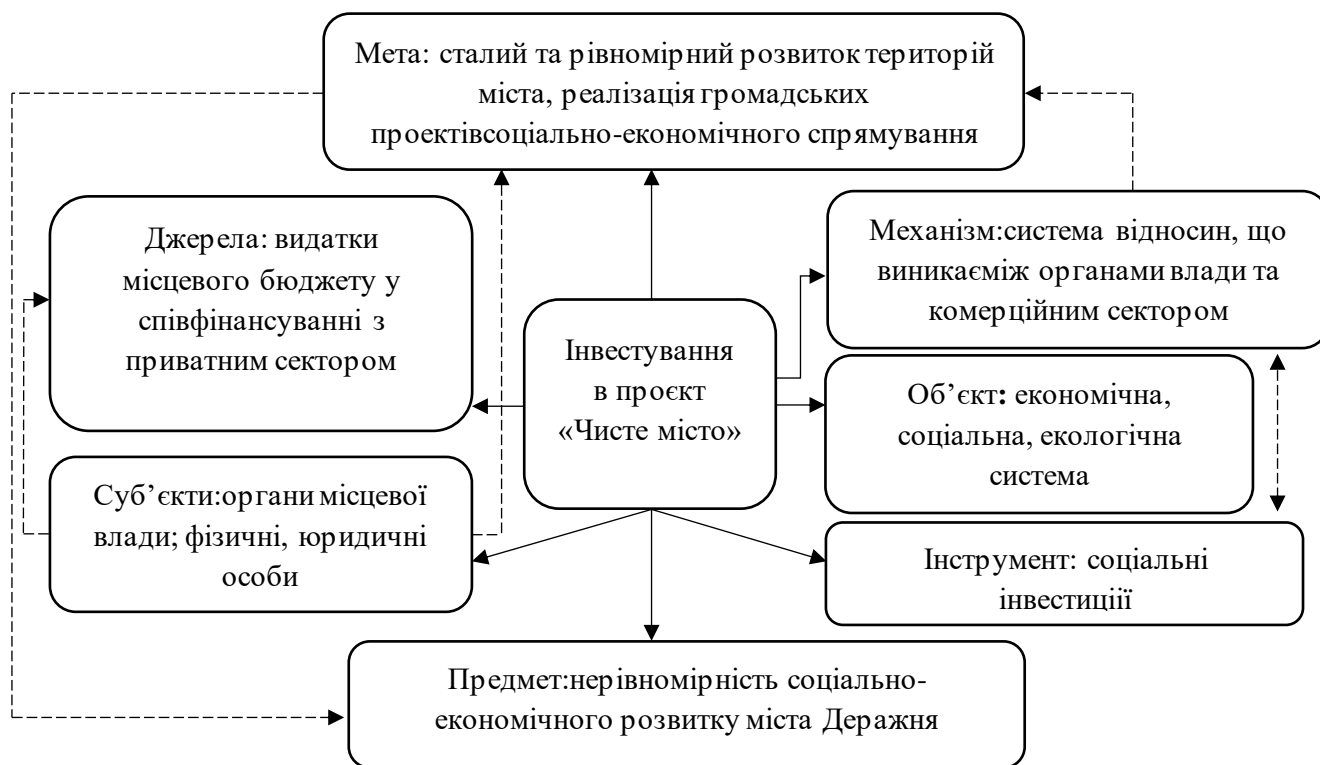 Мета: сталий та рівномірний розвиток територій
міста, реалізація громадських
проектівсоціально-економічного спрямування
Джерела: видатки
місцевого бюджету у
співфінансуванні з
приватним сектором
Механізм:система відносин, що
виникаєміж органами влади та
комерційним сектором
Інвестування
в проєкт
«Чисте місто»
Об’єкт: економічна,
соціальна, екологічна
система
Суб’єкти:органи місцевої
влади; фізичні, юридичні
особи
Інструмент: соціальні
інвестиціїї
Предмет:нерівномірність соціально-
економічного розвитку міста Деражня